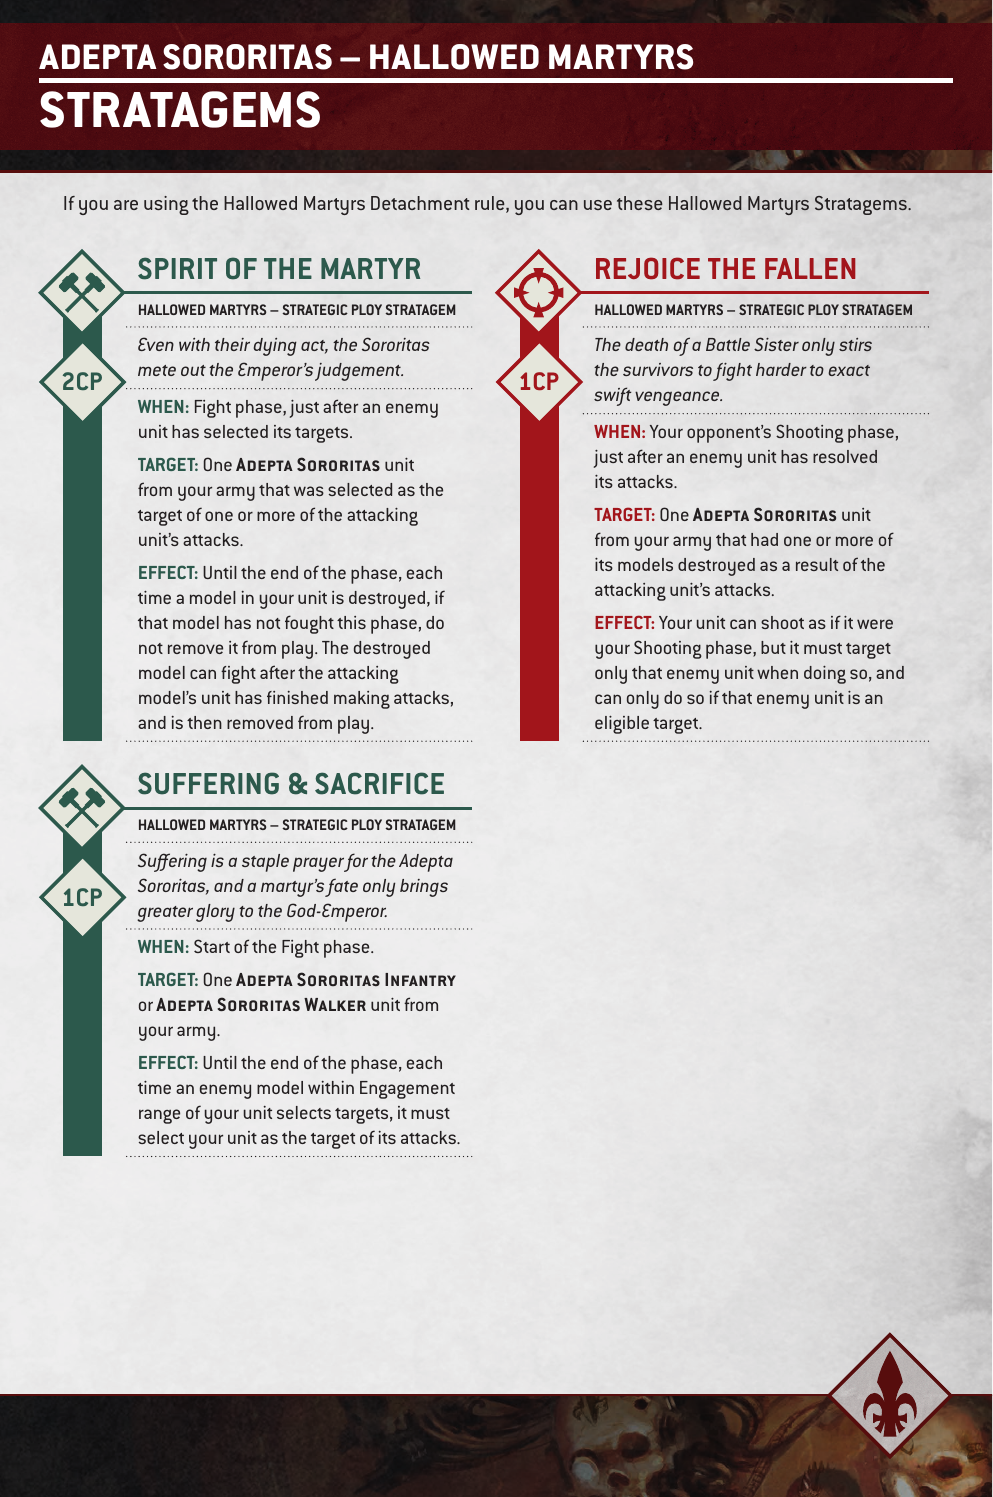 ADEPTA SORORITAS – HALLOWED MARTYRS
STRATAGEMS
If you are using the Hallowed Martyrs Detachment rule, you can use these Hallowed Martyrs Stratagems.
SPIRIT OF THE MARTYR
HALLOWED MARTYRS – STRATEGIC PLOY STRATAGEM
Even with their dying act, the Sororitas
mete out the Emperor's judgement.
2CP
WHEN: Fight phase, just after an enemy
unit has selected its targets.
TARGET: One ADEPTA SORORITAS unit
from your army that was selected as the
target of one or more of the attacking
unit's attacks.
EFFECT: Until the end of the phase, each
time a model in your unit is destroyed, if
that model has not fought this phase, do
not remove it from play. The destroyed
model can fight after the attacking
model's unit has finished making attacks,
and is then removed from play.
SUFFERING & SACRIFICE
HALLOWED MARTYRS – STRATEGIC PLOY STRATAGEM
Suffering is a staple prayer for the Adepta
Sororitas, and a martyr's fate only brings
greater glory to the God-Emperor.
1CP
WHEN: Start of the Fight phase.
TARGET: One ADEPTA SORORITAS INFANTRY
or ADEPTA SORORITAS WALKER unit from
your army.
EFFECT: Until the end of the phase, each
time an enemy model within Engagement
range of your unit selects targets, it must
select your unit as the target of its attacks.
REJOICE THE FALLEN
HALLOWED MARTYRS – STRATEGIC PLOY STRATAGEM
The death of a Battle Sister only stirs
the survivors to fight harder to exact
swift vengeance.
1CP
WHEN: Your opponent's Shooting phase,
just after an enemy unit has resolved
its attacks.
TARGET: One ADEPTA SORORITAS unit
from your army that had one or more of
its models destroyed as a result of the
attacking unit's attacks.
EFFECT: Your unit can shoot as if it were
your Shooting phase, but it must target
only that enemy unit when doing so, and
can only do so if that enemy unit is an
eligible target.